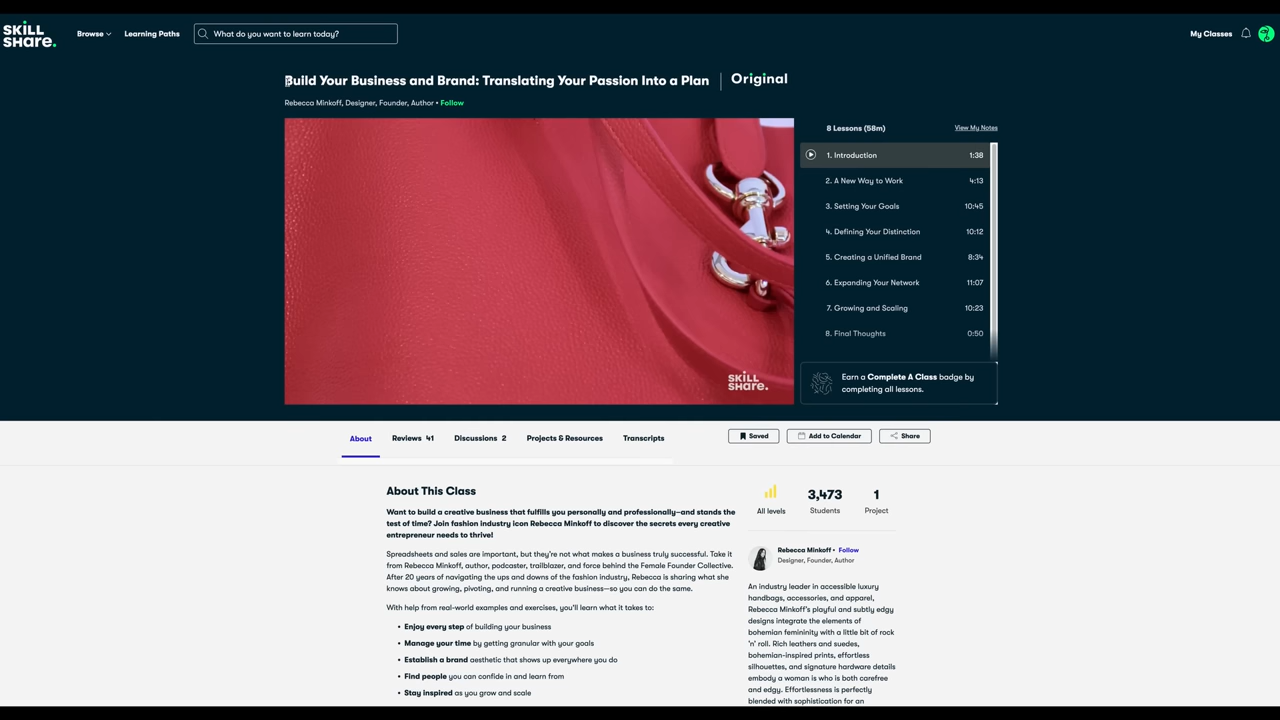 SKILL
SHARE.
Browse
Learning Paths
What do you want to learn today?
My Classes
Build Your Business and Brand: Translating Your Passion Into a Plan
Original
Rebecca Minkoff, Designer, Founder, Author • Follow
SKILL
SHARE.
8 Lessons (58m)
View My Notes
1. Introduction 1:38
2. A New Way to Work 4:13
3. Setting Your Goals 10:45
4. Defining Your Distinction 10:12
5. Creating a Unified Brand 8:34
6. Expanding Your Network 11:07
7. Growing and Scaling 10:23
8. Final Thoughts 0:50
Earn a Complete A Class badge by
completing all lessons.
About
Reviews 41
Discussions 2
Projects & Resources
Transcripts
Saved
Add to Calendar
Share
About This Class
Want to build a creative business that fulfills you personally and professionally—and stands the
test of time? Join fashion industry icon Rebecca Minkoff to discover the secrets every creative
entrepreneur needs to thrive!
Spreadsheets and sales are important, but they're not what makes a business truly successful. Take it
from Rebecca Minkoff, author, podcaster, trailblazer, and force behind the Female Founder Collective.
After 20 years of navigating the ups and downs of the fashion industry, Rebecca is sharing what she
knows about growing, pivoting, and running a creative business—so you can do the same.
With help from real-world examples and exercises, you'll learn what it takes to:
• Enjoy every step of building your business
• Manage your time by getting granular with your goals
• Establish a brand aesthetic that shows up everywhere you do
• Find people you can confide in and learn from
• Stay inspired as you grow and scale
All levels
3,473
Students
1
Project
Rebecca Minkoff • Follow
Designer, Founder, Author
An industry leader in accessible luxury
handbags, accessories, and apparel,
Rebecca Minkoff's playful and subtly edgy
designs integrate the elements of
bohemian femininity with a little bit of rock
'n' roll. Rich leathers and suedes,
bohemian-inspired prints, effortless
silhouettes, and signature hardware details
embody a woman is who is both carefree
and edgy. Effortlessness is perfectly
blended with sophistication for an